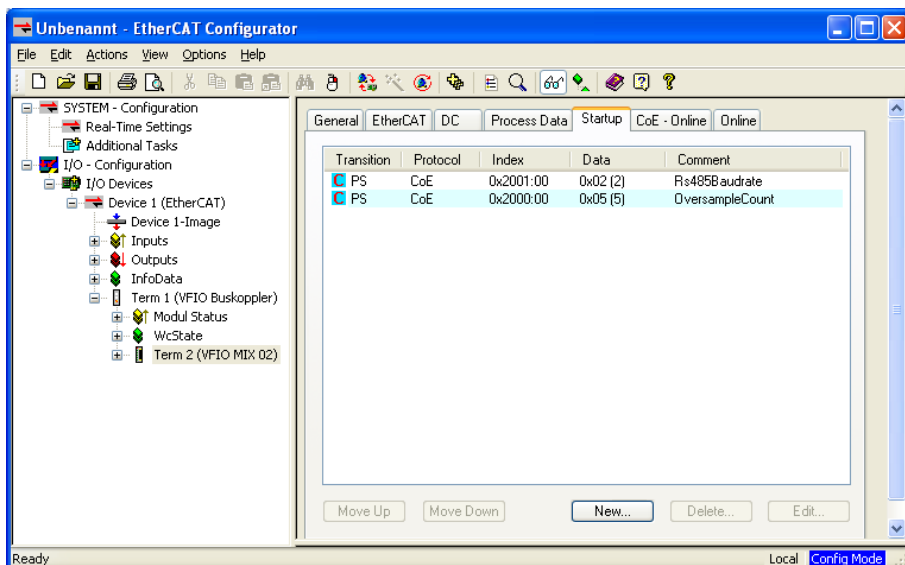 Unbenannt - EtherCAT Configurator
File Edit Actions View Options Help
SYSTEM - Configuration
Real-Time Settings
Additional Tasks
I/O - Configuration
I/O Devices
Device 1 (EtherCAT)
Device 1-Image
Inputs
Outputs
InfoData
Term 1 (VFIO Buskoppler)
Modul Status
WcState
Term 2 (VFIO MIX 02)
General EtherCAT DC Process Data Startup CoE - Online Online
Transition Protocol Index Data Comment
C PS CoE 0x2001:00 0x02 (2) Rs485Baudrate
C PS CoE 0x2000:00 0x05 (5) OversampleCount
Move Up Move Down New... Delete... Edit...
Ready Local Config Mode